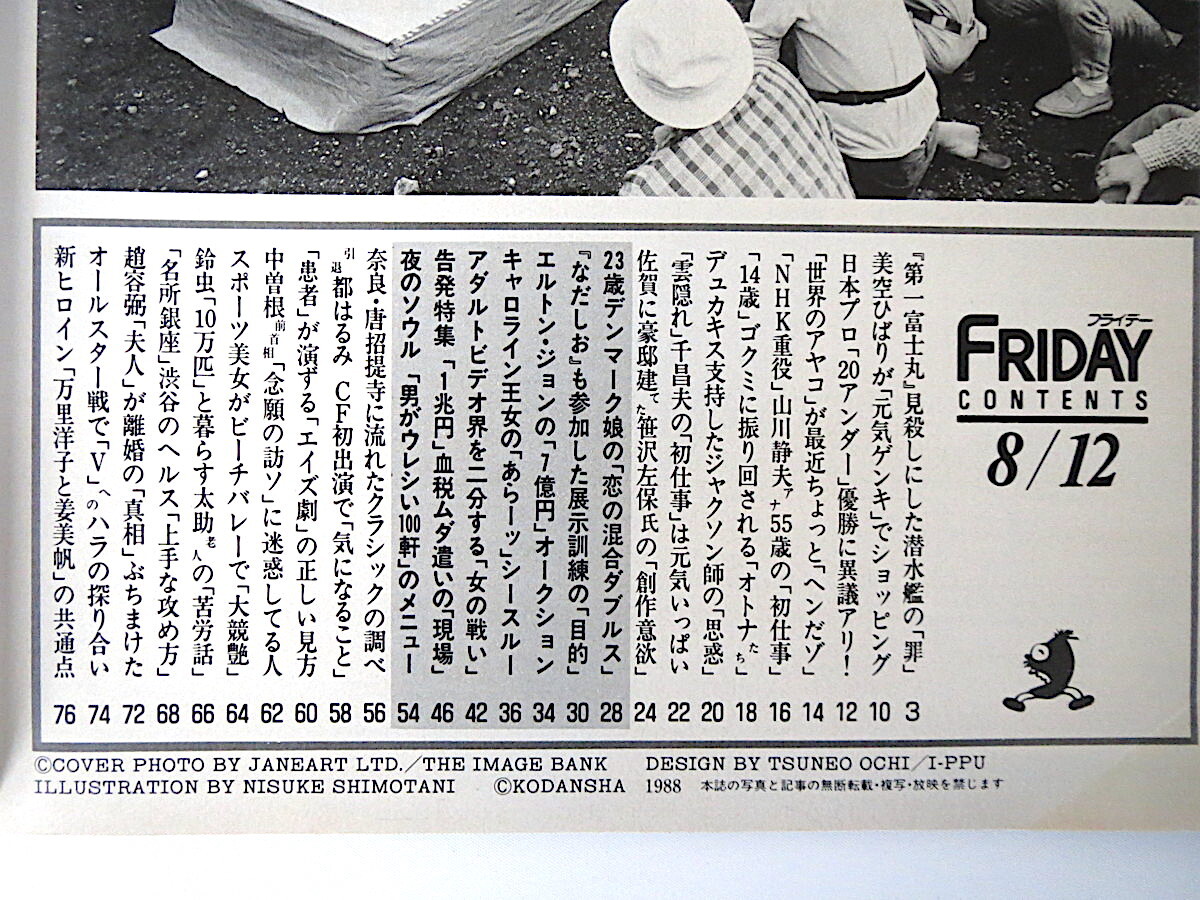 フライデー
FRIDAY
CONTENTS
8/12
『第一富士丸』見殺しにした潜水艦の「罪」 3
美空ひばりが「元気ゲンキ」でショッピング 10
日本プロ「20アンダー」優勝に異議アリ! 12
「世界のアヤコ」が最近ちょっと「ヘンだゾ」 14
「NHK重役」山川静夫アナ55歳の「初仕事」 16
「14歳」ゴクミに振り回される「オトナたち」 18
デュカキス支持したジャクソン師の「思惑」 20
「雲隠れ」千昌夫の「初仕事」は元気いっぱい 22
佐賀に豪邸建てた笹沢左保氏の「創作意欲」 24
23歳デンマーク娘の「恋の混合ダブルス」 28
『なだしお』も参加した展示訓練の「目的」 30
エルトン・ジョンの「7億円」オークション 34
キャロライン王女の「あらーッ」シースルー 36
アダルトビデオ界を二分する「女の戦い」 42
告発特集「1兆円」血税ムダ遣いの「現場」 46
夜のソウル「男がウレシい100軒」のメニュー 54
奈良・唐招提寺に流れたクラシックの調べ 56
引退都はるみ CF初出演で「気になること」 58
「患者」が演ずる「エイズ劇」の正しい見方 60
中曽根前首相「念願の訪ソ」に迷惑してる人 62
スポーツ美女がビーチバレーで「大競艶」 64
鈴虫「10万匹」と暮らす太助老人の「苦労話」 66
「名所銀座」渋谷のヘルス「上手な攻め方」 68
趙容弼「夫人」が離婚の「真相」ぶちまけた 72
オールスター戦で「V」へのハラの探り合い 74
新ヒロイン「万里洋子と姜美帆」の共通点 76
©COVER PHOTO BY JANEART LTD./THE IMAGE BANK DESIGN BY TSUNEO OCHI/I-PPU
ILLUSTRATION BY NISUKE SHIMOTANI ©KODANSHA 1988 本誌の写真と記事の無断転載・複写・放映を禁じます